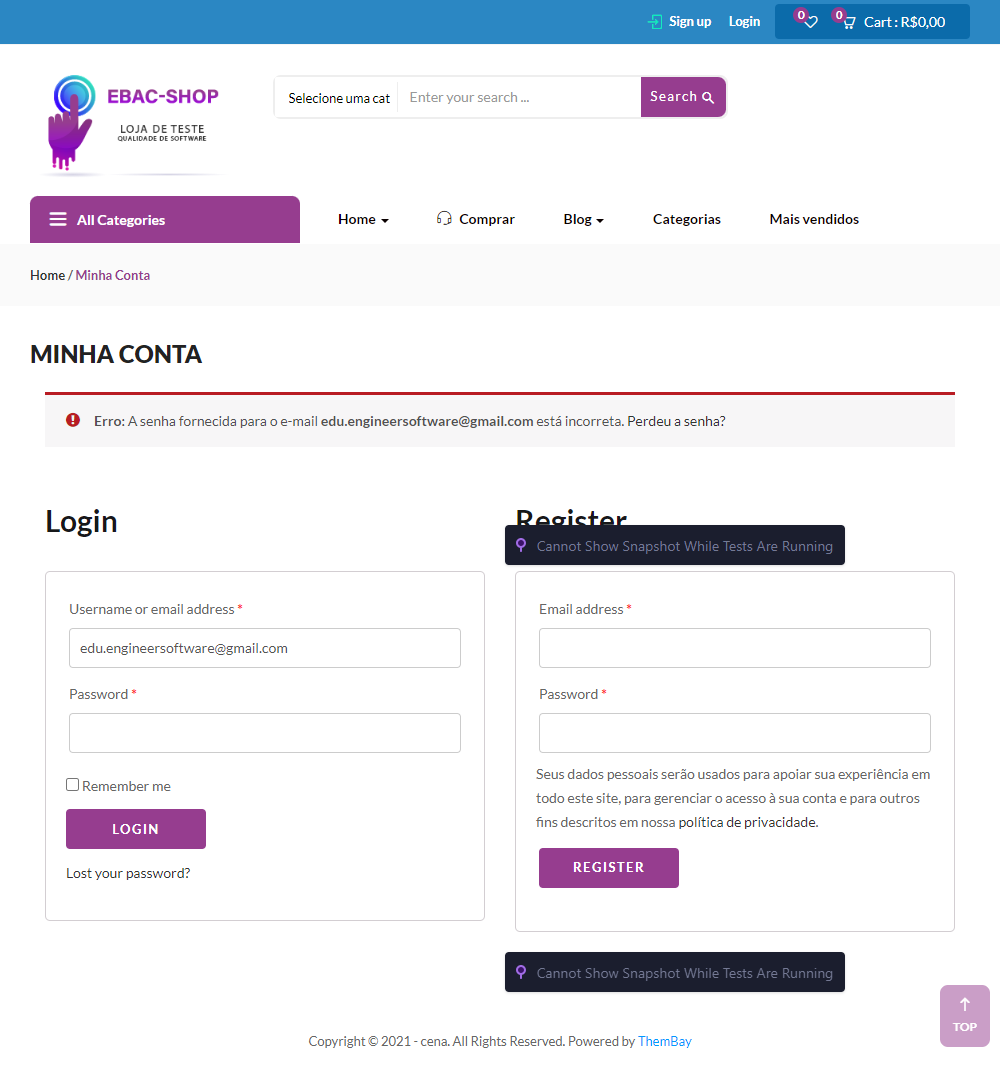 Sign up Login 0 0 Cart : R$0,00
EBAC-SHOP
LOJA DE TESTE
QUALIDADE DE SOFTWARE
Selecione uma cat Enter your search ... Search
All Categories Home Comprar Blog Categorias Mais vendidos
Home / Minha Conta
MINHA CONTA
Erro: A senha fornecida para o e-mail edu.engineersoftware@gmail.com está incorreta. Perdeu a senha?
Login
Username or email address *
edu.engineersoftware@gmail.com
Password *
Remember me
LOGIN
Lost your password?
Register
Cannot Show Snapshot While Tests Are Running
Email address *
Password *
Seus dados pessoais serão usados para apoiar sua experiência em
todo este site, para gerenciar o acesso à sua conta e para outros
fins descritos em nossa política de privacidade.
REGISTER
Cannot Show Snapshot While Tests Are Running
TOP
Copyright © 2021 - cena. All Rights Reserved. Powered by ThemBay